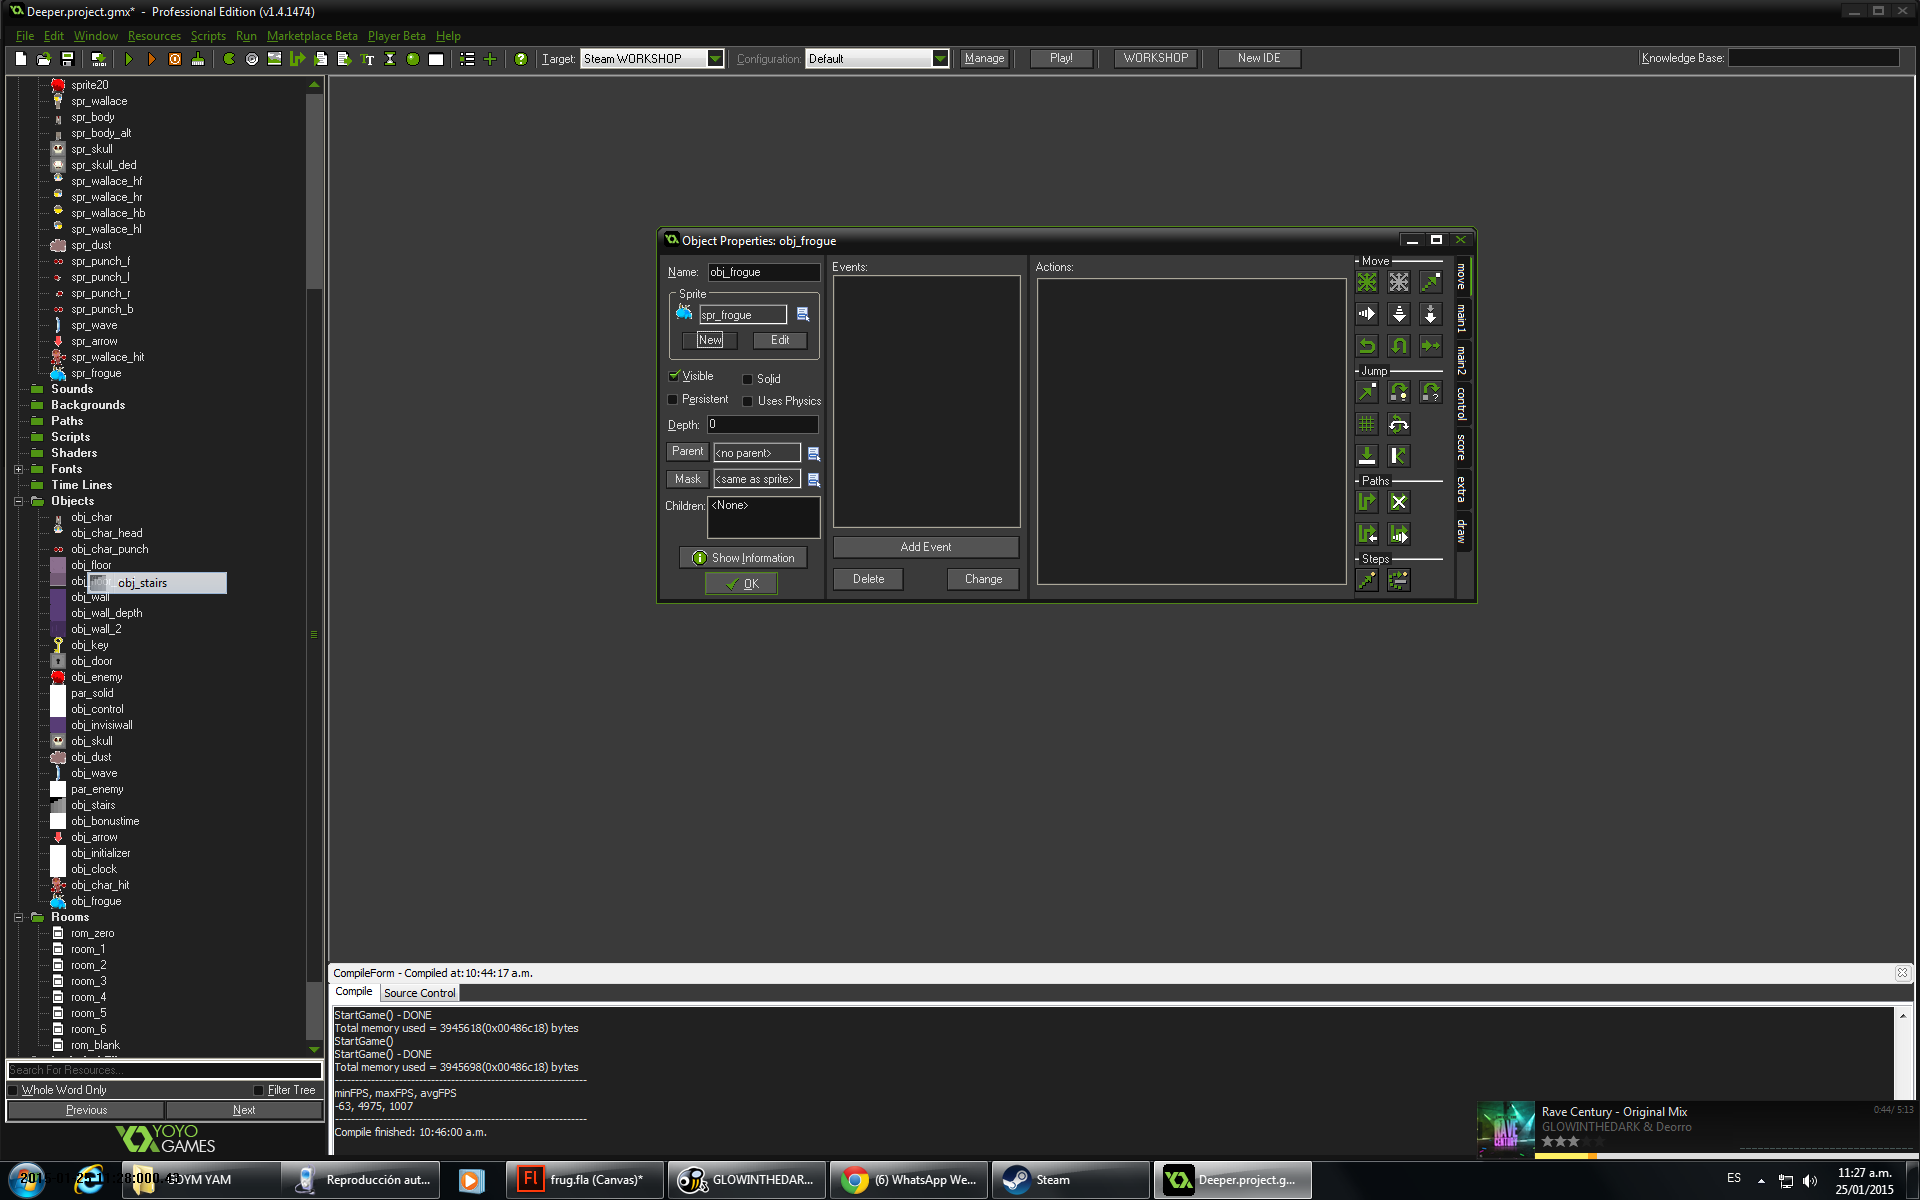 Deeper.project.gmx* - Professional Edition (v1.4.1474)
File Edit Window Resources Scripts Run Marketplace Beta Player Beta Help
Target: Steam WORKSHOP Configuration: Default Manage Play! WORKSHOP New IDE Knowledge Base:
sprite20
spr_wallace
spr_body
spr_body_alt
spr_skull
spr_skull_ded
spr_wallace_hf
spr_wallace_hr
spr_wallace_hb
spr_wallace_hl
spr_dust
spr_punch_f
spr_punch_l
spr_punch_r
spr_punch_b
spr_wave
spr_arrow
spr_wallace_hit
spr_frogue
Sounds
Backgrounds
Paths
Scripts
Shaders
Fonts
Time Lines
Objects
obj_char
obj_char_head
obj_char_punch
obj_floor
obj_stairs
obj_wall
obj_wall_depth
obj_wall_2
obj_key
obj_door
obj_enemy
par_solid
obj_control
obj_invisiwall
obj_skull
obj_dust
obj_wave
par_enemy
obj_stairs
obj_bonustime
obj_arrow
obj_initializer
obj_clock
obj_char_hit
obj_frogue
Rooms
rom_zero
room_1
room_2
room_3
room_4
room_5
room_6
rom_blank
Search For Resources...
Whole Word Only Filter Tree
Previous Next
YOYO
GAMES
Object Properties: obj_frogue
Name: obj_frogue
Sprite
spr_frogue
New Edit
Visible Solid
Persistent Uses Physics
Depth: 0
Parent <no parent>
Mask <same as sprite>
Children: <None>
Show Information
OK
Events:
Add Event
Delete Change
Actions:
Move
Jump
Paths
Steps
move
main1
main2
control
score
extra
draw
CompileForm - Compiled at:10:44:17 a.m.
Compile Source Control
StartGame() - DONE
Total memory used = 3945618(0x00486c18) bytes
StartGame()
StartGame() - DONE
Total memory used = 3945698(0x00486c18) bytes
minFPS, maxFPS, avgFPS
-63, 4975, 1007
Compile finished: 10:46:00 a.m.
RAVE
CENTURY
Rave Century - Original Mix 0:44/ 5:13
GLOWINTHEDARK & Deorro
YAM Reproducción aut... frug.fla (Canvas)* GLOWINTHEDAR... (6) WhatsApp We... Steam Deeper.project.g... ES
11:27 a.m.
25/01/2015